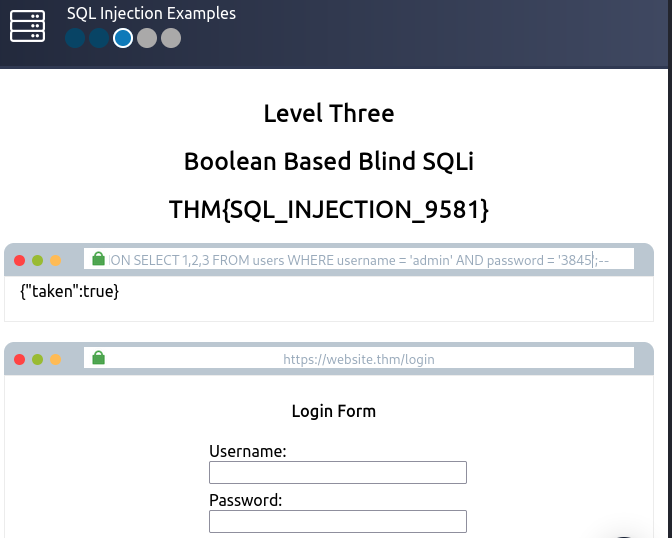 SQL Injection Examples
Level Three
Boolean Based Blind SQLi
THM{SQL_INJECTION_9581}
ION SELECT 1,2,3 FROM users WHERE username = 'admin' AND password = '3845;--
{"taken":true}
https://website.thm/login
Login Form
Username:
Password: